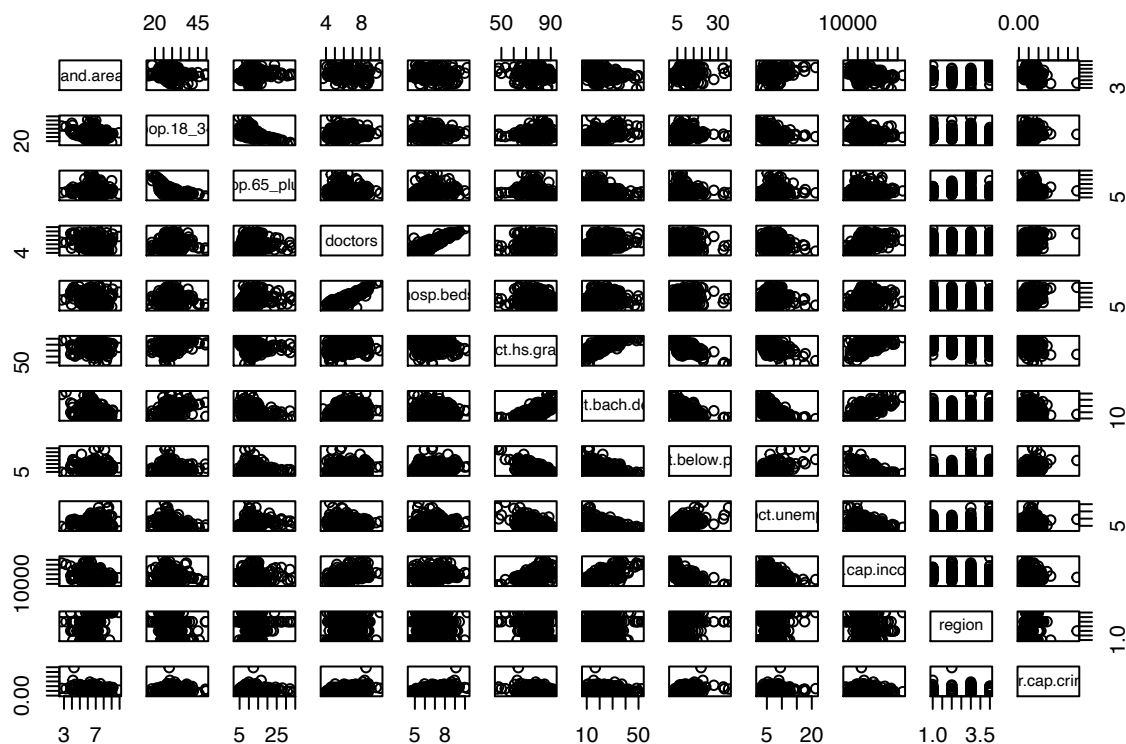 20 45 4 8 50 90 5 30 10000 0.00
and.area 3
20 op.18_3
op.65_plu 5
4 doctors
hosp.beds 5
50 ct.hs.gra
t.bach.de 10
5 t.below.p
ct.unemp 5
10000 .cap.inco
region 1.0
0.00 r.cap.crin
3 7 5 25 5 8 10 50 5 20 1.0 3.5